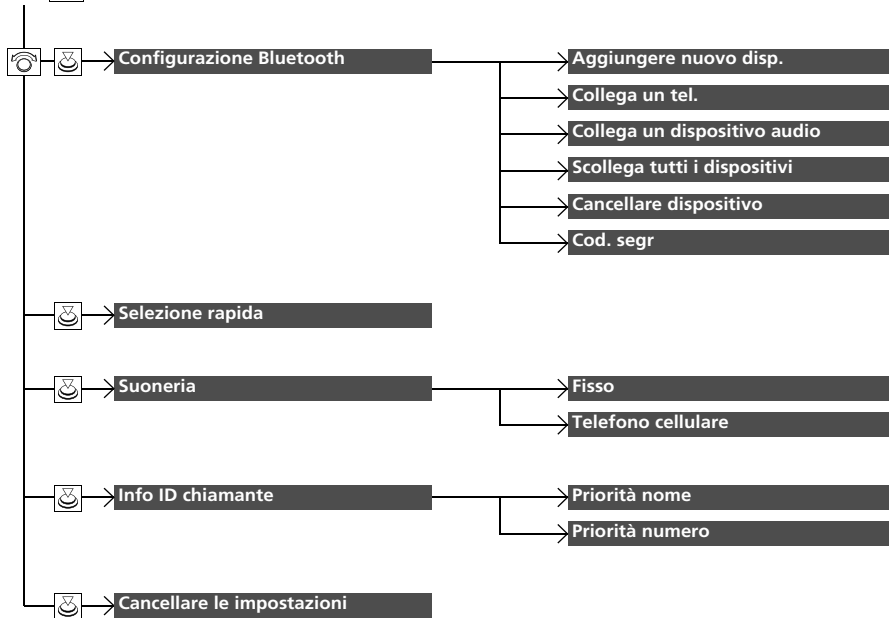 Configurazione Bluetooth
Aggiungere nuovo disp.
Collega un tel.
Collega un dispositivo audio
Scollega tutti i dispositivi
Cancellare dispositivo
Cod. segr
Selezione rapida
Suoneria
Fisso
Telefono cellulare
Info ID chiamante
Priorità nome
Priorità numero
Cancellare le impostazioni